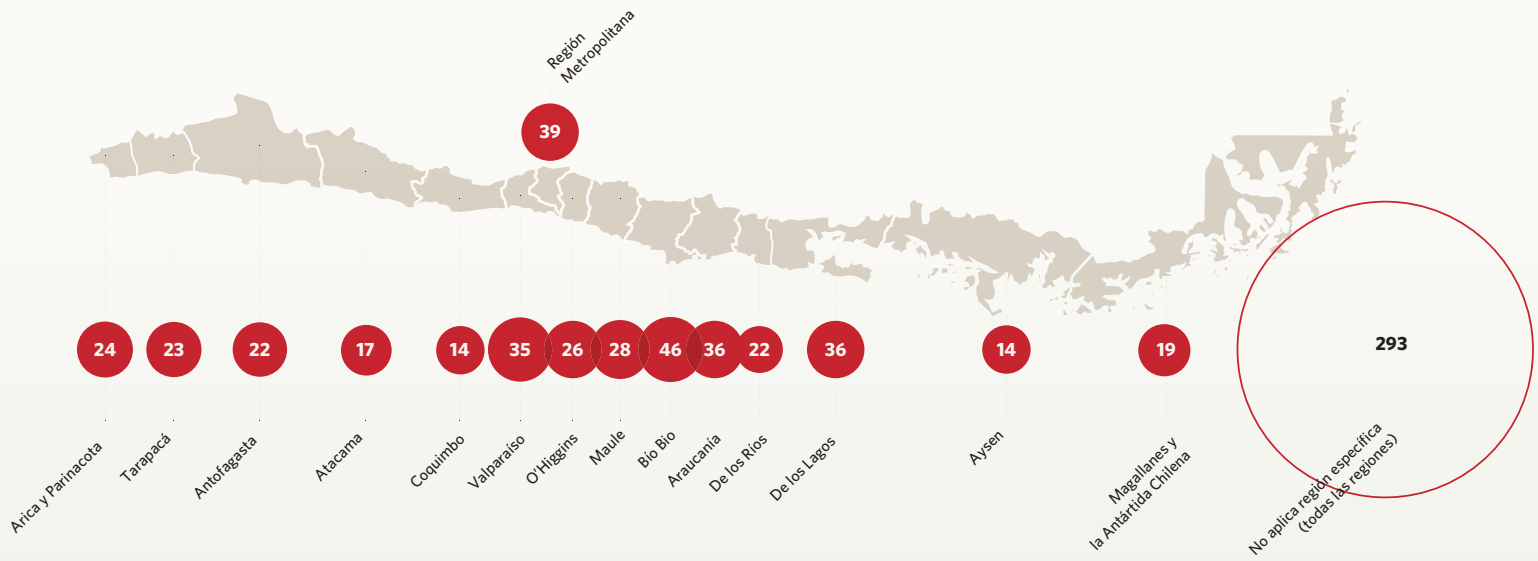 Región
Metropolitana
39
24
23
22
17
14
35
26
28
46
36
22
36
14
19
293
Arica y Parinacota
Tarapacá
Antofagasta
Atacama
Coquimbo
Valparaíso
O'Higgins
Maule
Bio Bio
Araucanía
De los Ríos
De los Lagos
Aysen
Magallanes y
la Antártida Chilena
No aplica región específica
(todas las regiones)